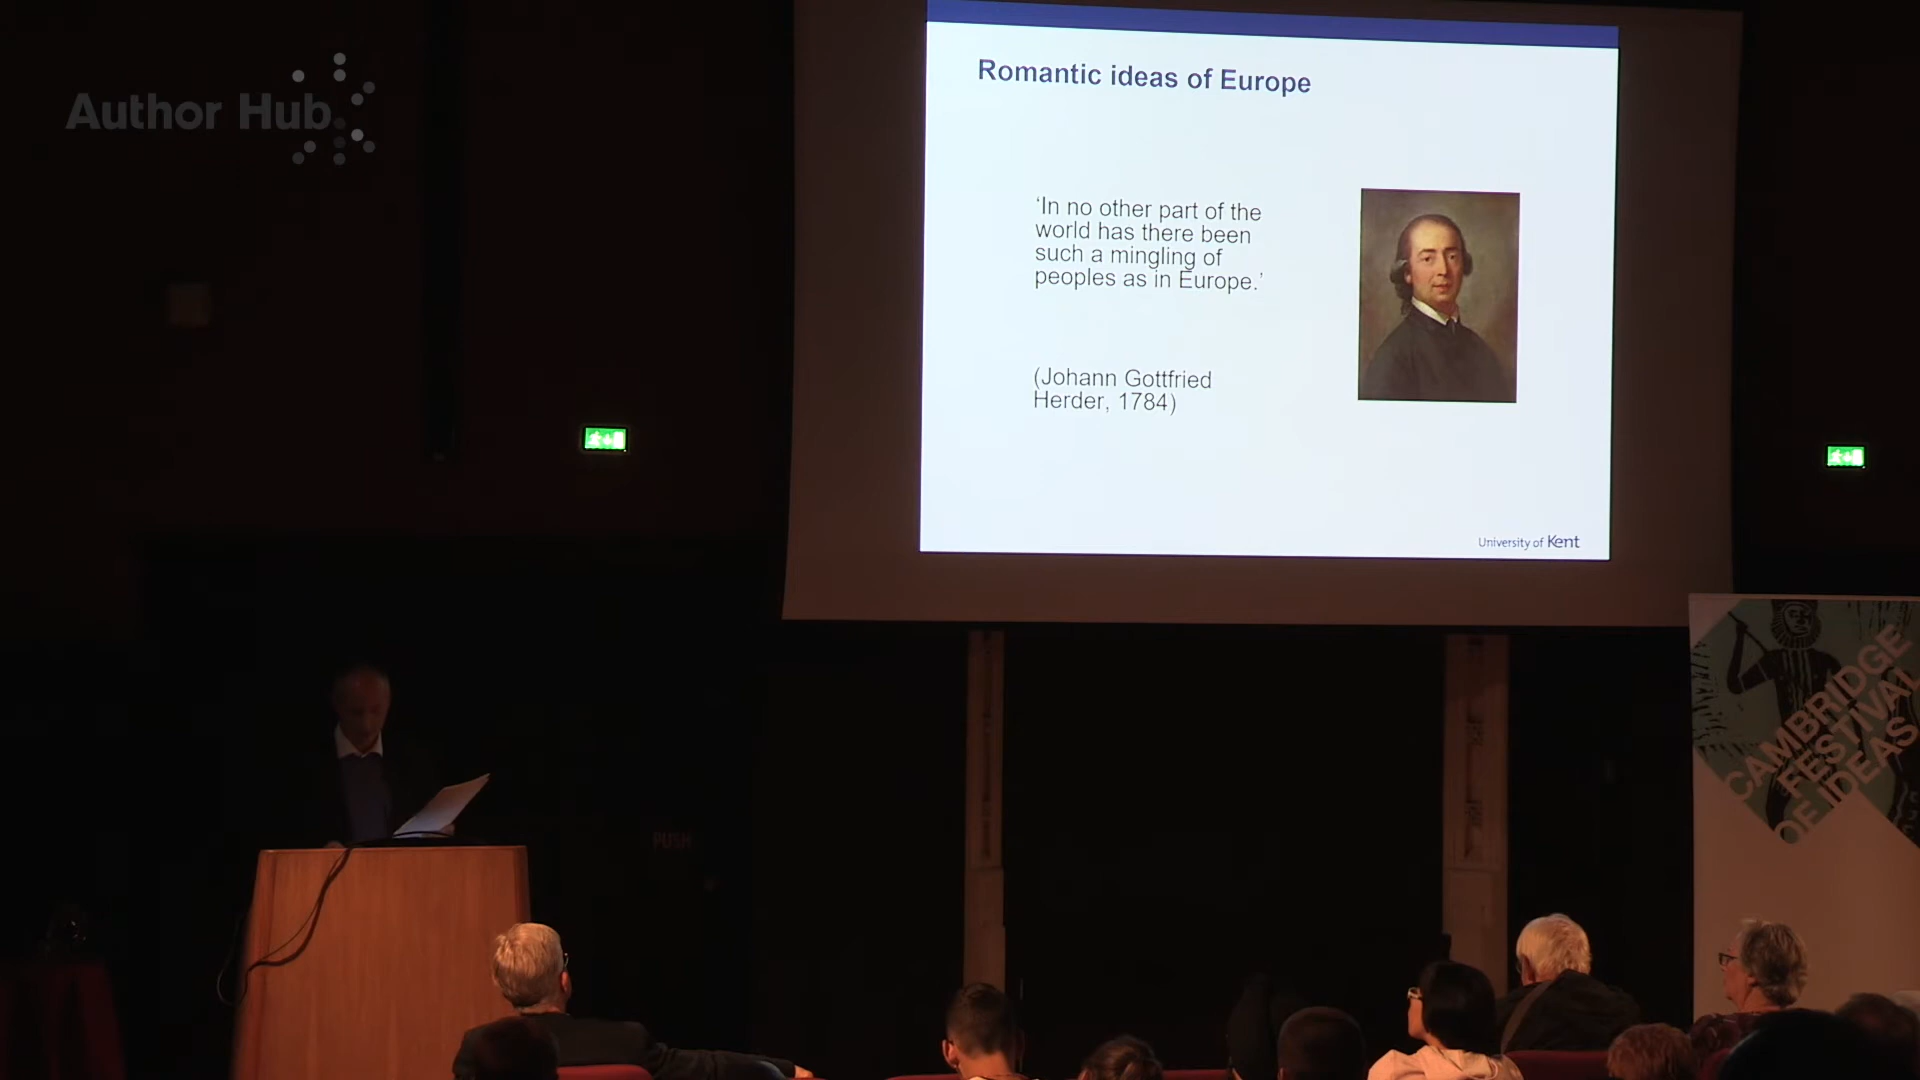 Author Hub
Romantic ideas of Europe
‘In no other part of the
world has there been
such a mingling of
peoples as in Europe.’
(Johann Gottfried
Herder, 1784)
University of Kent
PUSH
CAMBRIDGE
FESTIVAL
OF IDEAS